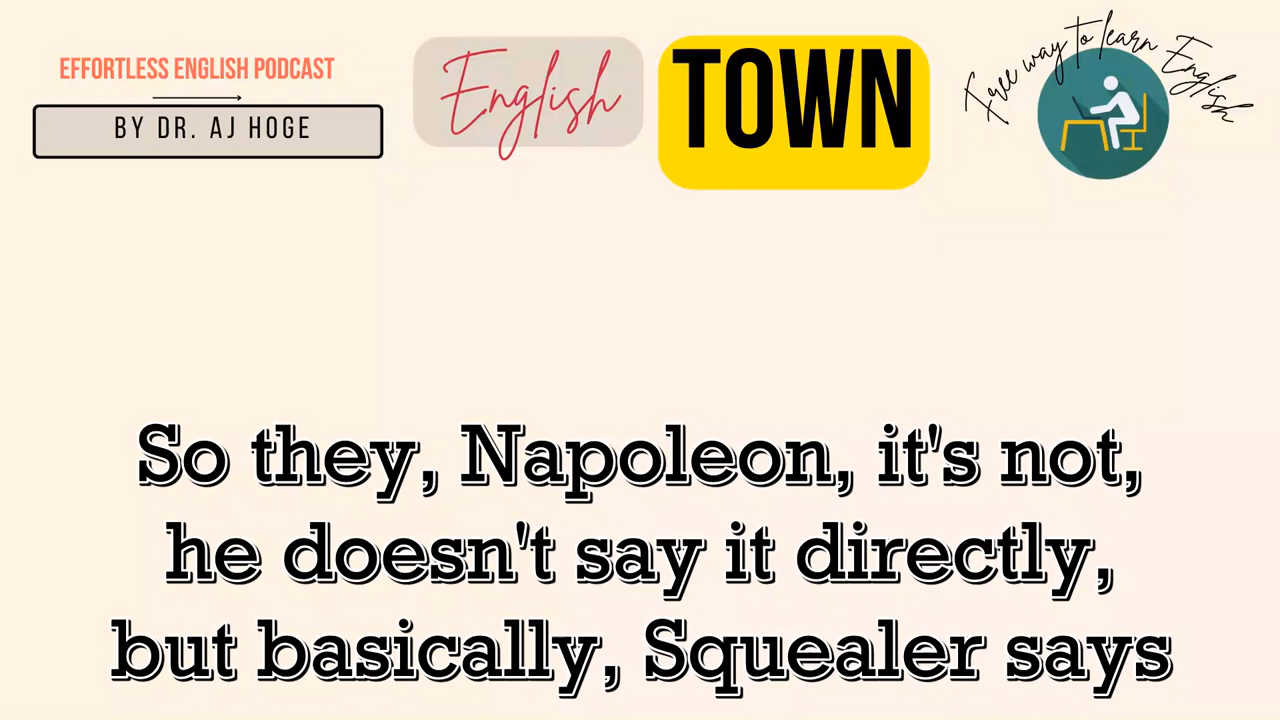 EFFORTLESS ENGLISH PODCAST
BY DR. AJ HOGE
English
TOWN
Free way to learn English
So they, Napoleon, it's not,
he doesn't say it directly,
but basically, Squealer says